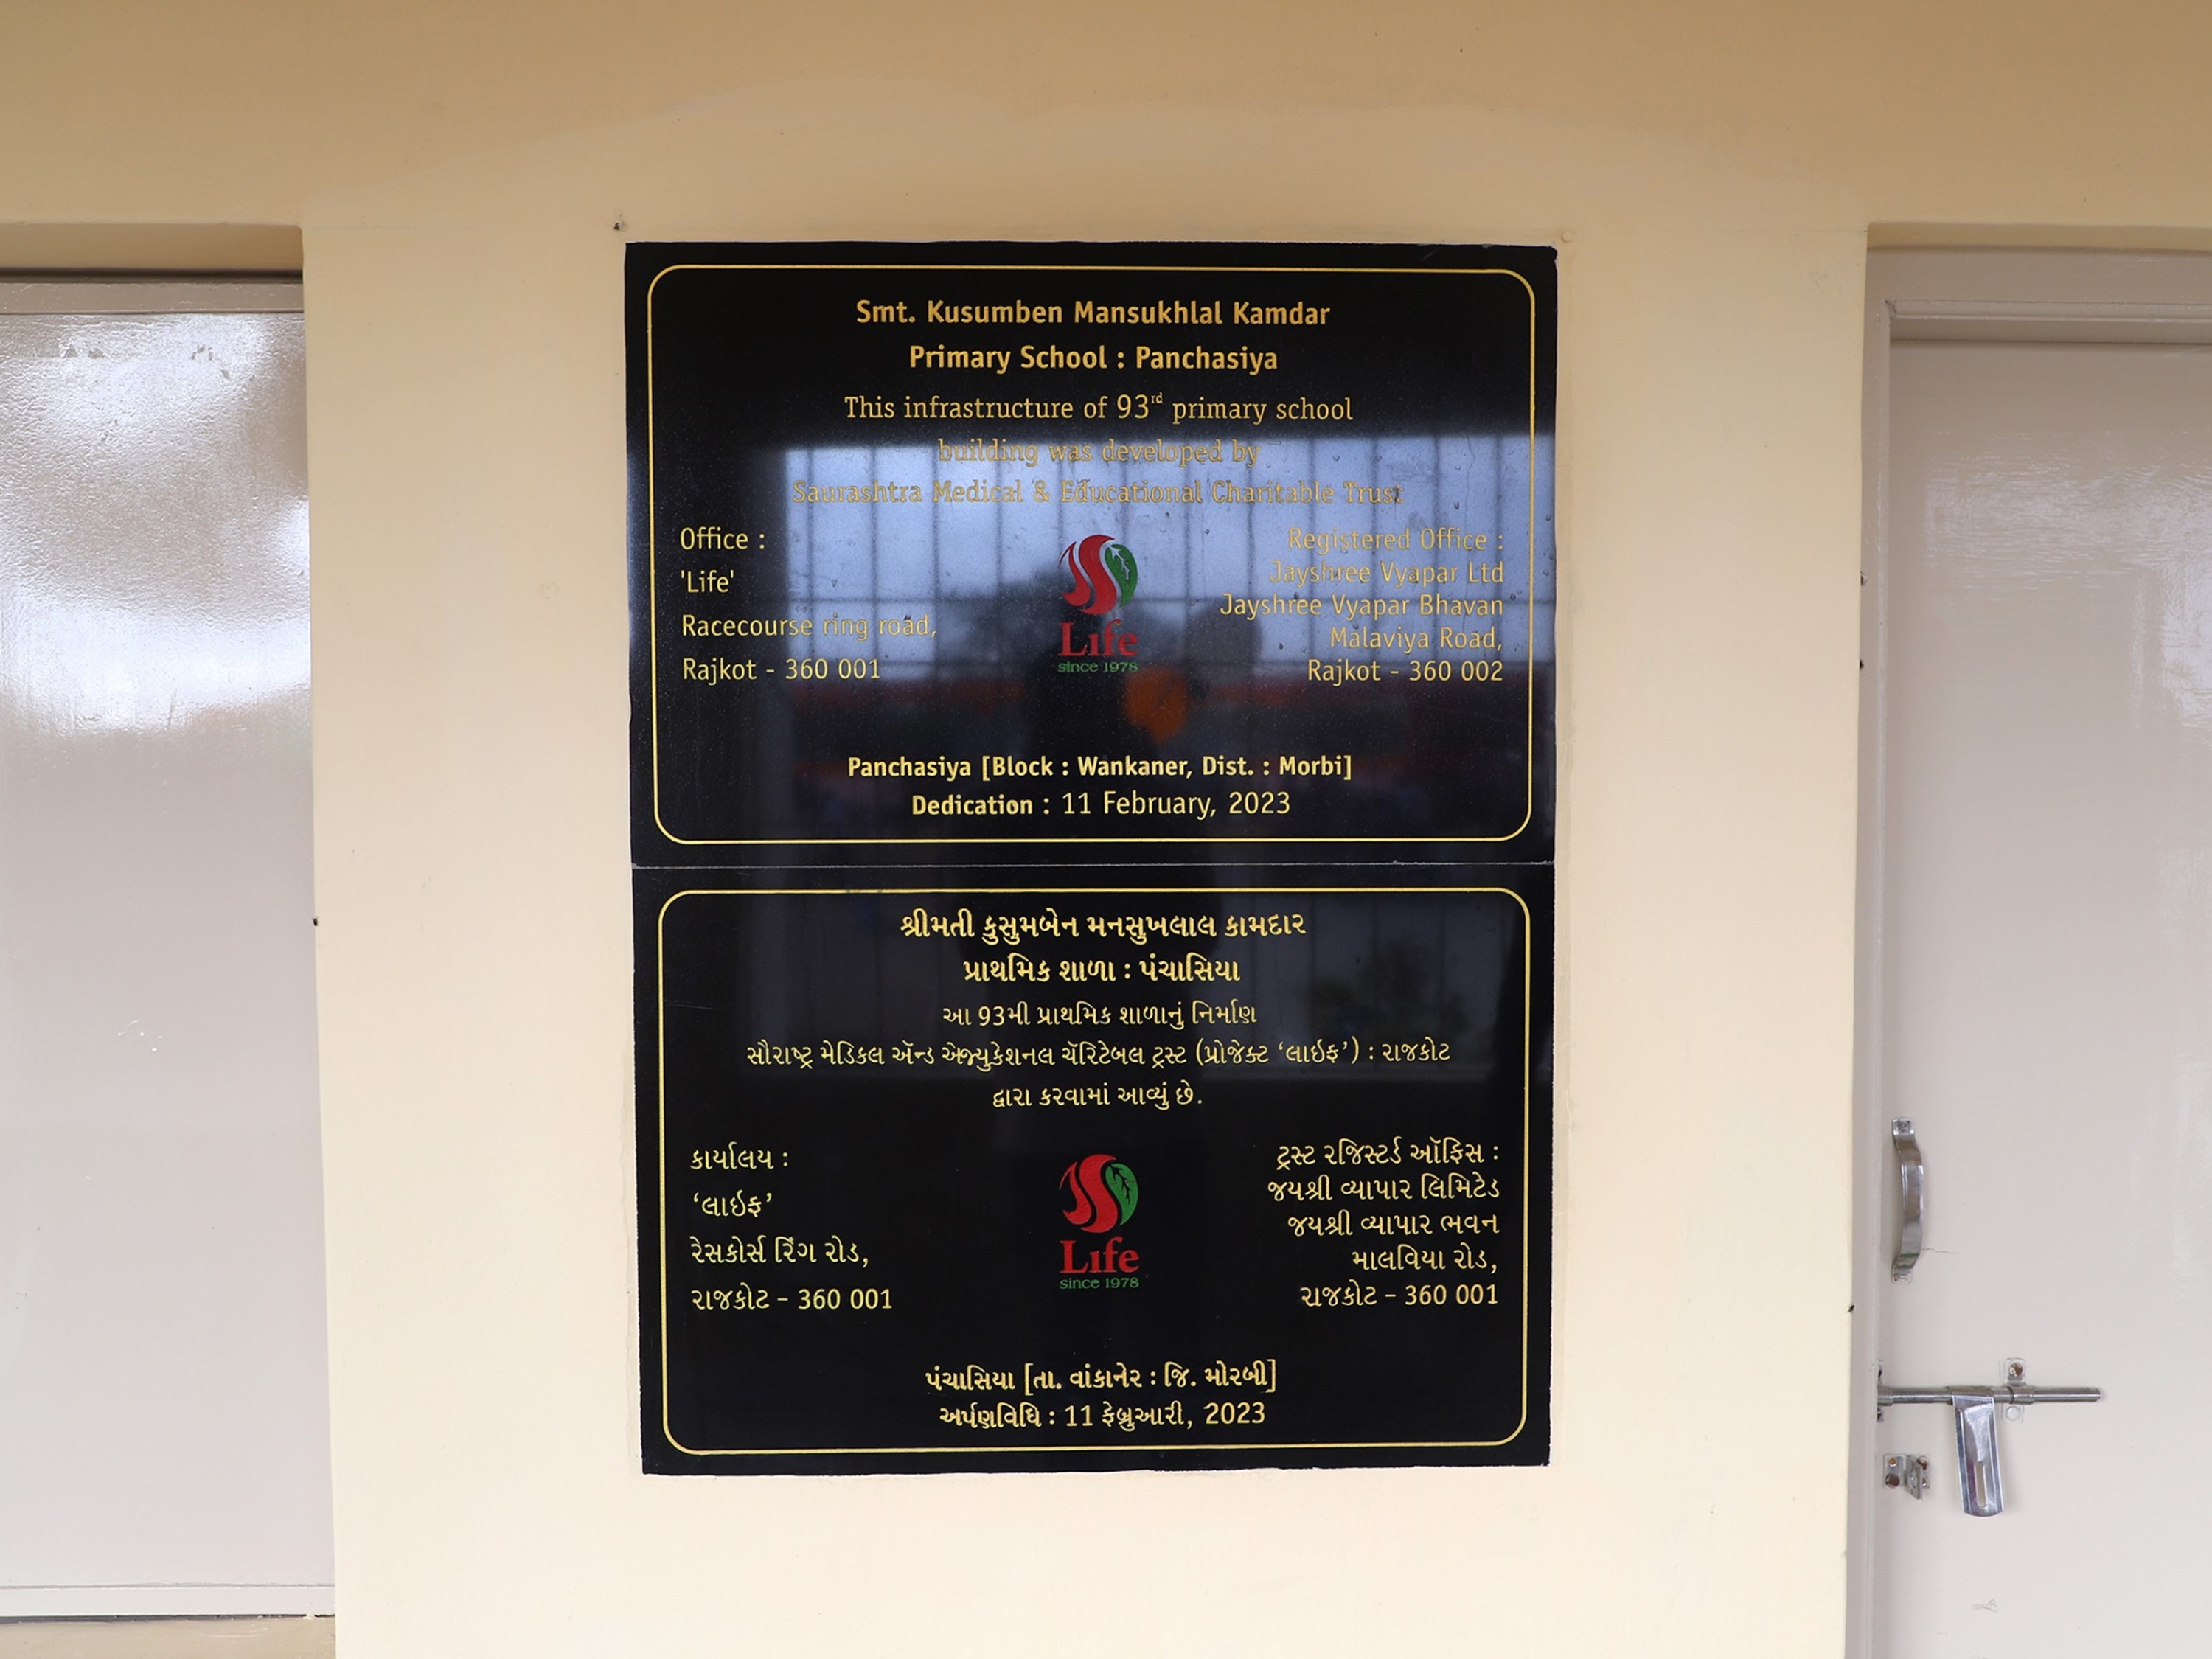 Smt. Kusumben Mansukhlal Kamdar
Primary School : Panchasiya
This infrastructure of 93rd primary school
building was developed by
Saurashtra Medical & Educational Charitable Trust
Office :
'Life'
Racecourse ring road,
Rajkot - 360 001
Life
since 1978
Registered Office :
Jayshree Vyapar Ltd
Jayshree Vyapar Bhavan
Malaviya Road,
Rajkot - 360 002
Panchasiya [Block : Wankaner, Dist. : Morbi]
Dedication : 11 February, 2023
શ્રીમતી કુસુમબેન મનસુખલાલ કામદાર
પ્રાથમિક શાળા : પંચાસિયા
આ 93મી પ્રાથમિક શાળાનું નિર્માણ
સૌરાષ્ટ્ર મેડિકલ ઍન્ડ એજ્યુકેશનલ ચૅરિટેબલ ટ્રસ્ટ (પ્રોજેક્ટ ‘લાઇફ’) : રાજકોટ
દ્વારા કરવામાં આવ્યું છે.
કાર્યાલય :
‘લાઇફ’
રેસકોર્સ રિંગ રોડ,
રાજકોટ - 360 001
Life
since 1978
ટ્રસ્ટ રજિસ્ટર્ડ ઑફિસ :
જયશ્રી વ્યાપાર લિમિટેડ
જયશ્રી વ્યાપાર ભવન
માલવિયા રોડ,
રાજકોટ - 360 001
પંચાસિયા [તા. વાંકાનેર : જિ. મોરબી]
અર્પણવિધિ : 11 ફેબ્રુઆરી, 2023